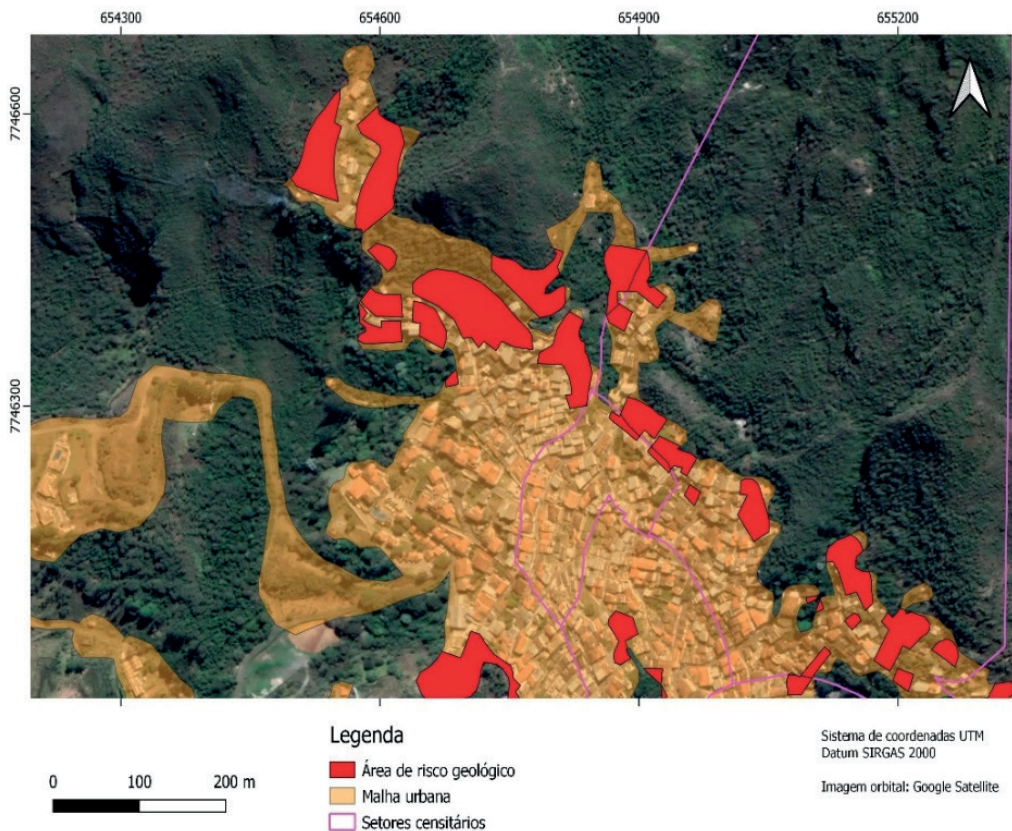 654300 654600 654900 655200
7746600
7746300
Legenda
Área de risco geológico
Malha urbana
Setores censitários
0 100 200 m
Sistema de coordenadas UTM
Datum SIRGAS 2000
Imagem orbital: Google Satellite